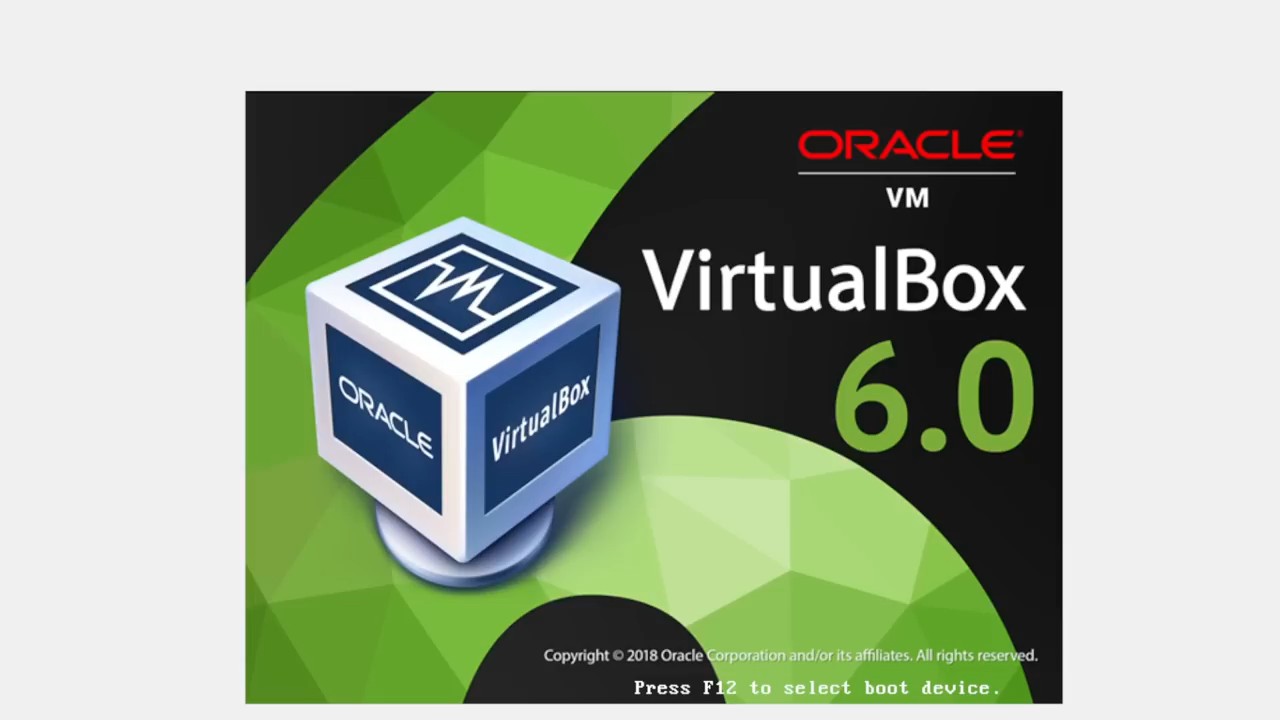 ORACLE®
VM
VirtualBox
6.0
ORACLE
VirtualBox
Copyright © 2018 Oracle Corporation and/or its affiliates. All rights reserved.
Press F12 to select boot device.